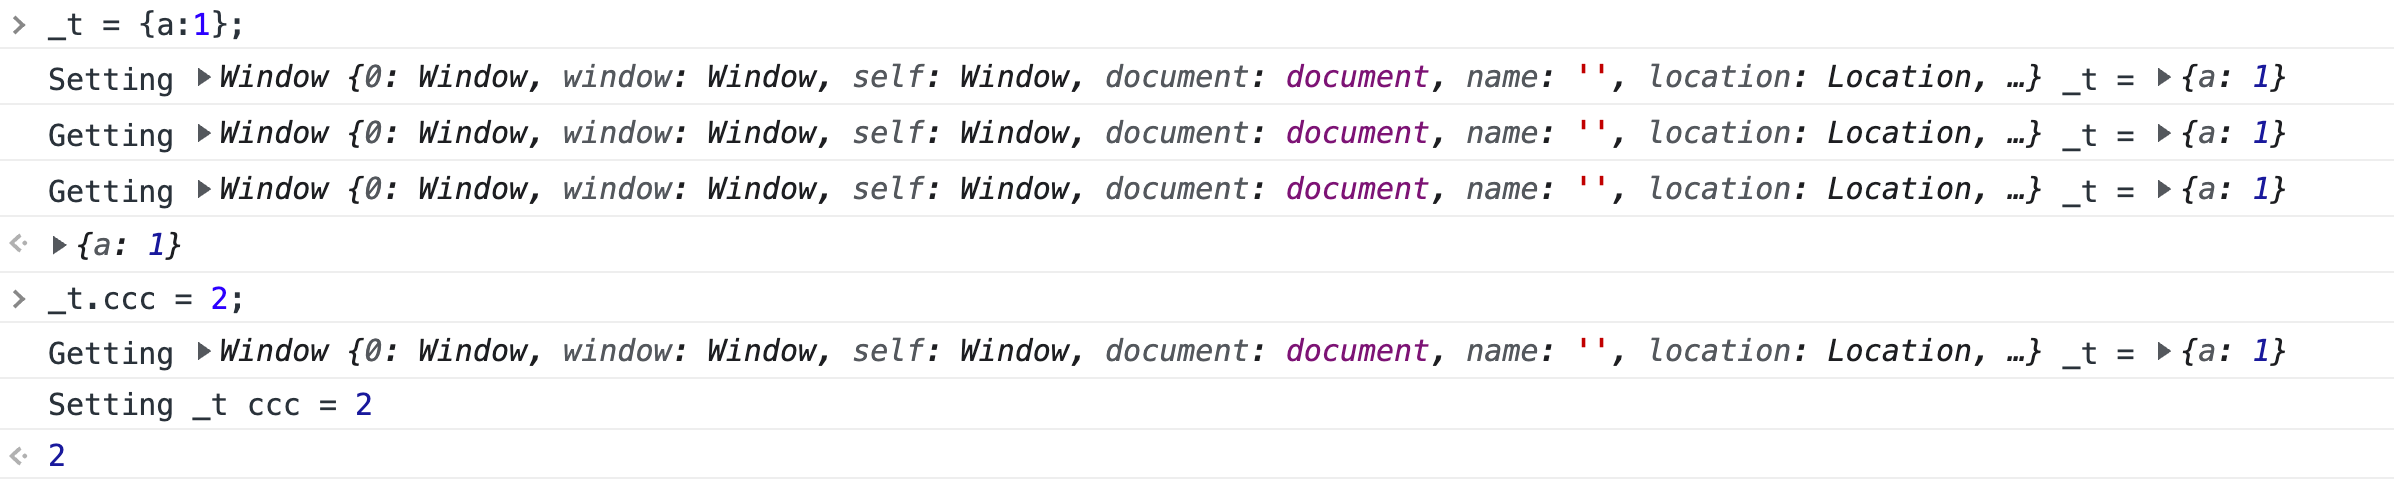 > _t = {a:1};
Setting ▶Window {0: Window, window: Window, self: Window, document: document, name: '', location: Location, …} _t = ▶{a: 1}
Getting ▶Window {0: Window, window: Window, self: Window, document: document, name: '', location: Location, …} _t = ▶{a: 1}
Getting ▶Window {0: Window, window: Window, self: Window, document: document, name: '', location: Location, …} _t = ▶{a: 1}
▶{a: 1}
> _t.ccc = 2;
Getting ▶Window {0: Window, window: Window, self: Window, document: document, name: '', location: Location, …} _t = ▶{a: 1}
Setting _t ccc = 2
2